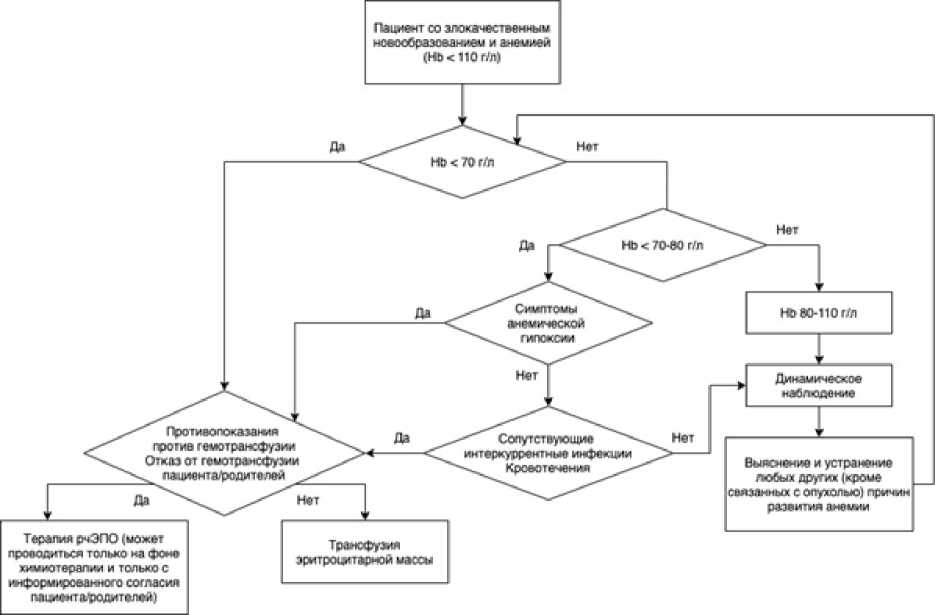 Пациент со злокачественным
новообразованием и анемией
(Hb < 110 г/л)
Да
Hb < 70 г/л
Нет
Да
Hb < 70-80 г/л
Нет
Да
Симптомы
анемической
гипоксии
Hb 80-110 г/л
Нет
Динамическое
наблюдение
Противопоказания
против гемотрансфузии
Отказ от гемотрансфузии
пациента/родителей
Да
Сопутствующие
интеркуррентные инфекции
Кровотечения
Нет
Выяснение и устранение
любых других (кроме
связанных с опухолью) причин
развития анемии
Да
Нет
Терапия рчЭПО (может
проводиться только на фоне
химиотерапии и только с
информированного согласия
пациента/родителей)
Трансфузия
эритроцитарной массы